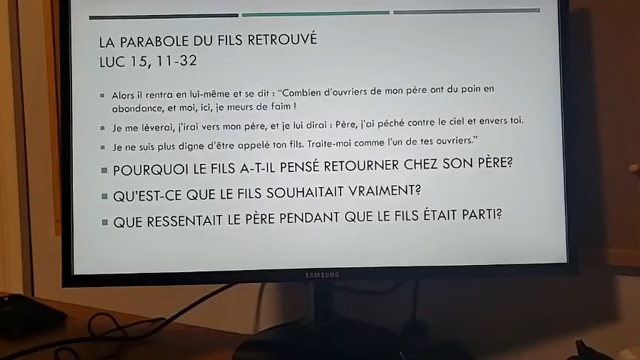 LA PARABOLE DU FILS RETROUVÉ
LUC 15, 11-32
Alors il rentra en lui-même et se dit : "Combien d'ouvriers de mon père ont du pain en
abondance, et moi, ici, je meurs de faim !
Je me lèverai, j'irai vers mon père, et je lui dirai : Père, j'ai péché contre le ciel et envers toi.
Je ne suis plus digne d'être appelé ton fils. Traite-moi comme l'un de tes ouvriers."
POURQUOI LE FILS A-T-IL PENSÉ RETOURNER CHEZ SON PÈRE?
QU'EST-CE QUE LE FILS SOUHAITAIT VRAIMENT?
QUE RESSENTAIT LE PÈRE PENDANT QUE LE FILS ÉTAIT PARTI?
SAMSUNG